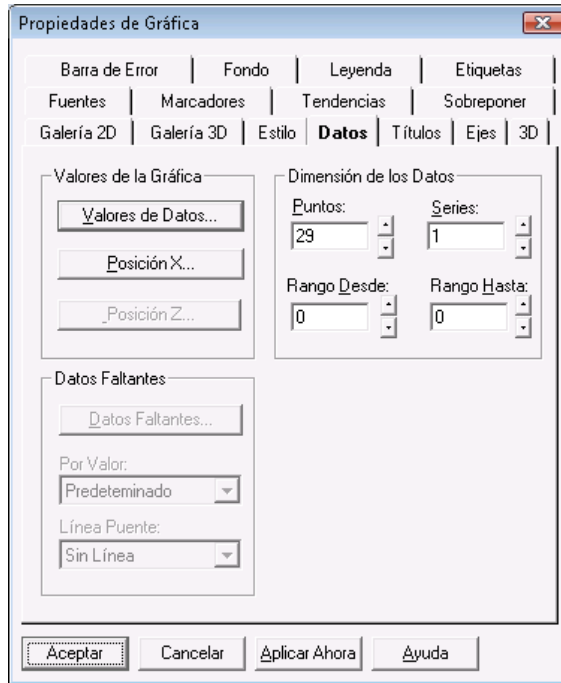 Propiedades de Gráfica
Barra de Error
Fondo
Leyenda
Etiquetas
Fuentes
Marcadores
Tendencias
Sobreponer
Galería 2D
Galería 3D
Estilo
Datos
Títulos
Ejes
3D
Valores de la Gráfica
Valores de Datos...
Posición X...
Posición Z...
Dimensión de los Datos
Puntos:
Series:
29
1
Rango Desde:
Rango Hasta:
0
0
Datos Faltantes
Datos Faltantes...
Por Valor:
Predeteminado
Línea Puente:
Sin Línea
Aceptar
Cancelar
Aplicar Ahora
Ayuda